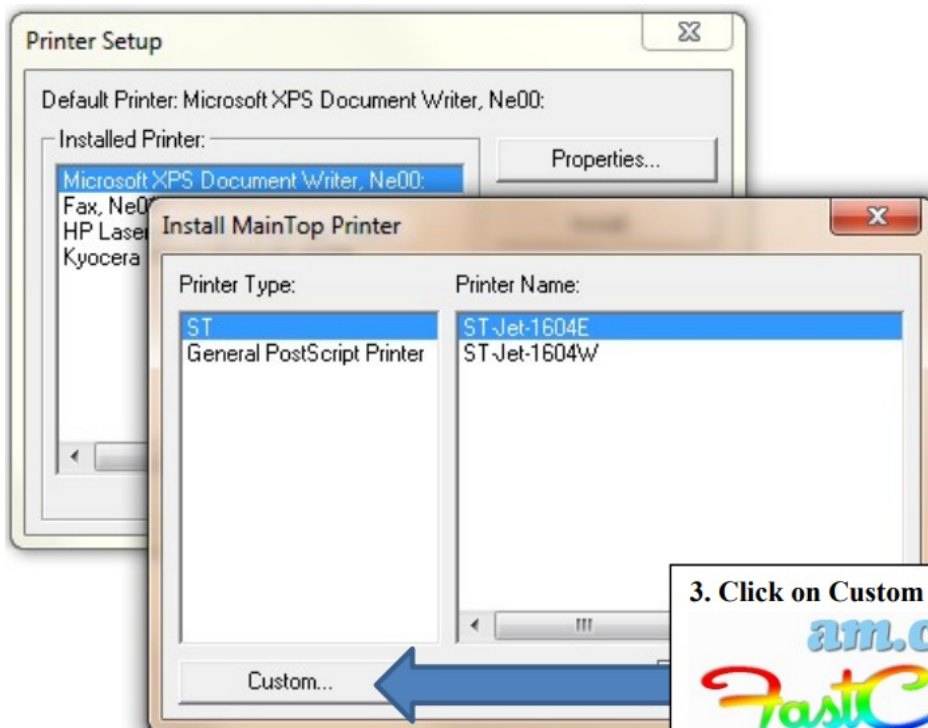 Printer Setup
Default Printer: Microsoft XPS Document Writer, Ne00:
Installed Printer:
Properties...
Microsoft XPS Document Writer, Ne00:
Fax, Ne0
HP Laser
Kyocera
Install MainTop Printer
Printer Type:
Printer Name:
ST
General PostScript Printer
ST-Jet-1604E
ST-Jet-1604W
3. Click on Custom
am.c
FastC
Custom...